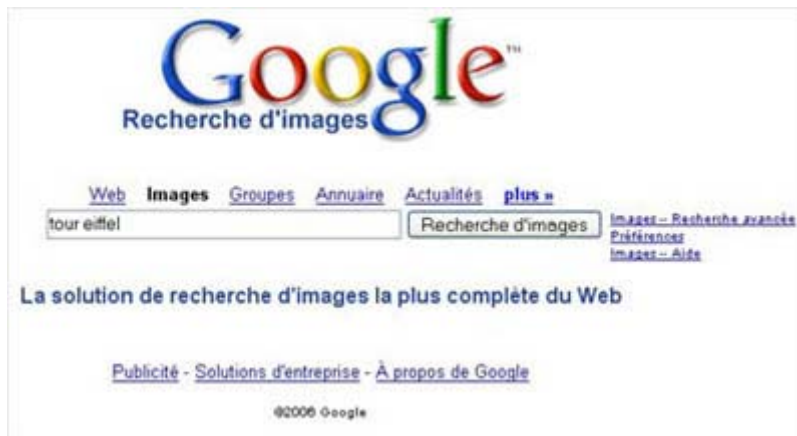 Google™
Recherche d'images
Web Images Groupes Annuaire Actualités plus »
tour eiffel Recherche d'images Images – Recherche avancée
Préférences
Images – Aide
La solution de recherche d'images la plus complète du Web
Publicité - Solutions d'entreprise - À propos de Google
©2006 Google